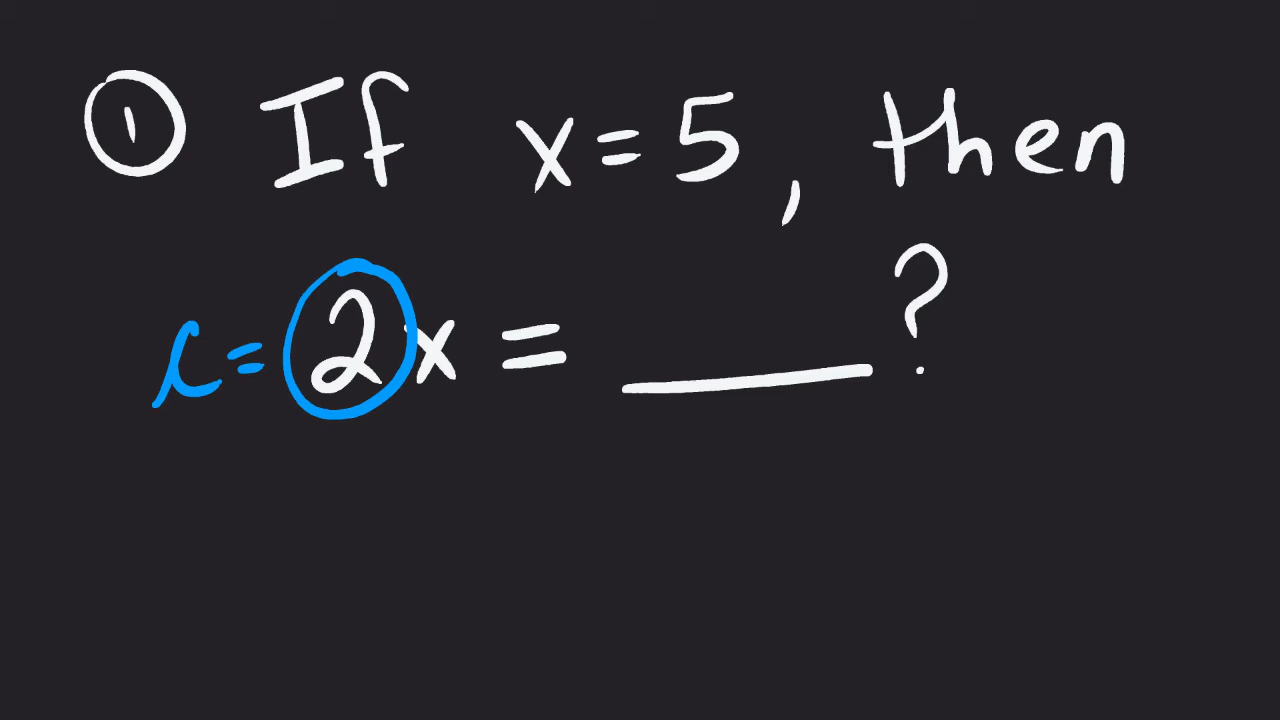 ① If x=5, then
c= 2x = ____?